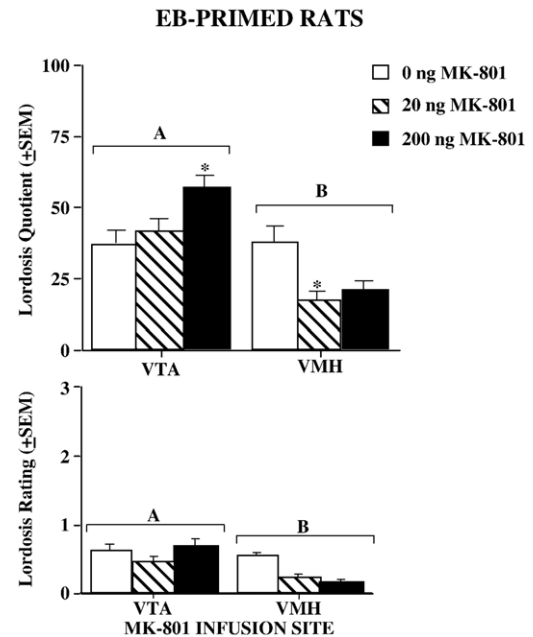 EB-PRIMED RATS
0 ng MK-801
20 ng MK-801
200 ng MK-801
Lordosis Quotient (±SEM)
100
75
50
25
0
A
*
B
*
VTA
VMH
Lordosis Rating (±SEM)
3
2
1
0
A
B
VTA
VMH
MK-801 INFUSION SITE